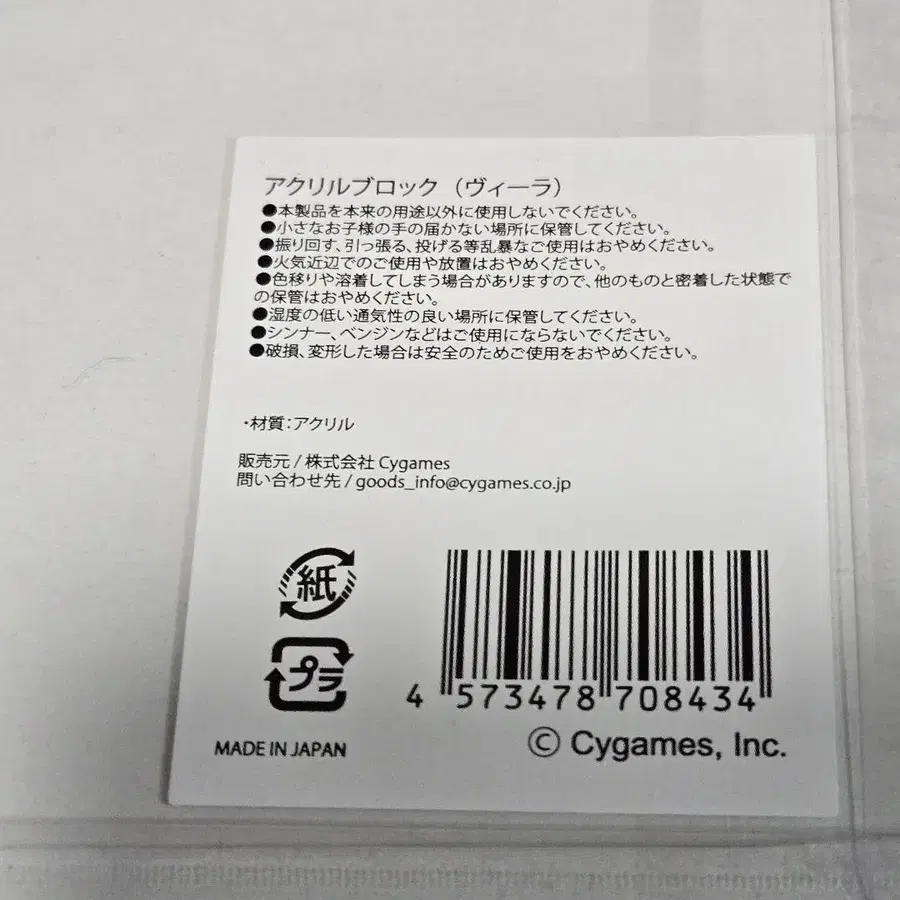 アクリルブロック（ヴィーラ）
●本製品を本来の用途以外に使用しないでください。
●小さなお子様の手の届かない場所に保管してください。
●振り回す、引っ張る、投げる等乱暴なご使用はおやめください。
●火気近辺でのご使用や放置はおやめください。
●色移りや溶着してしまう場合がありますので、他のものと密着した状態で
の保管はおやめください。
●湿度の低い通気性の良い場所に保管してください。
●シンナー、ベンジンなどはご使用にならないでください。
●破損、変形した場合は安全のためご使用をおやめください。
・材質：アクリル
販売元 / 株式会社 Cygames
問い合わせ先 / goods_info@cygames.co.jp
紙
プラ
4 573478 708434
MADE IN JAPAN
© Cygames, Inc.